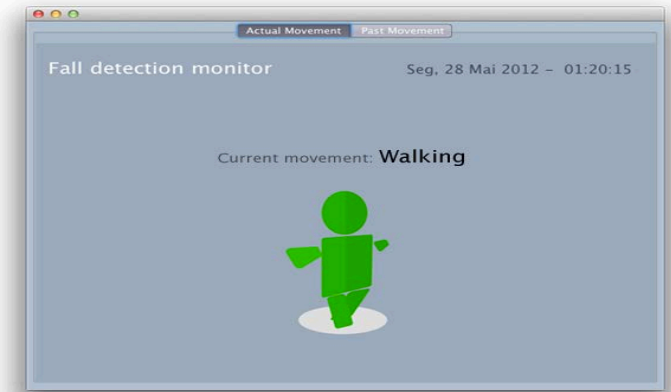 Actual Movement Past Movement
Fall detection monitor Seg, 28 Mai 2012 – 01:20:15
Current movement: Walking